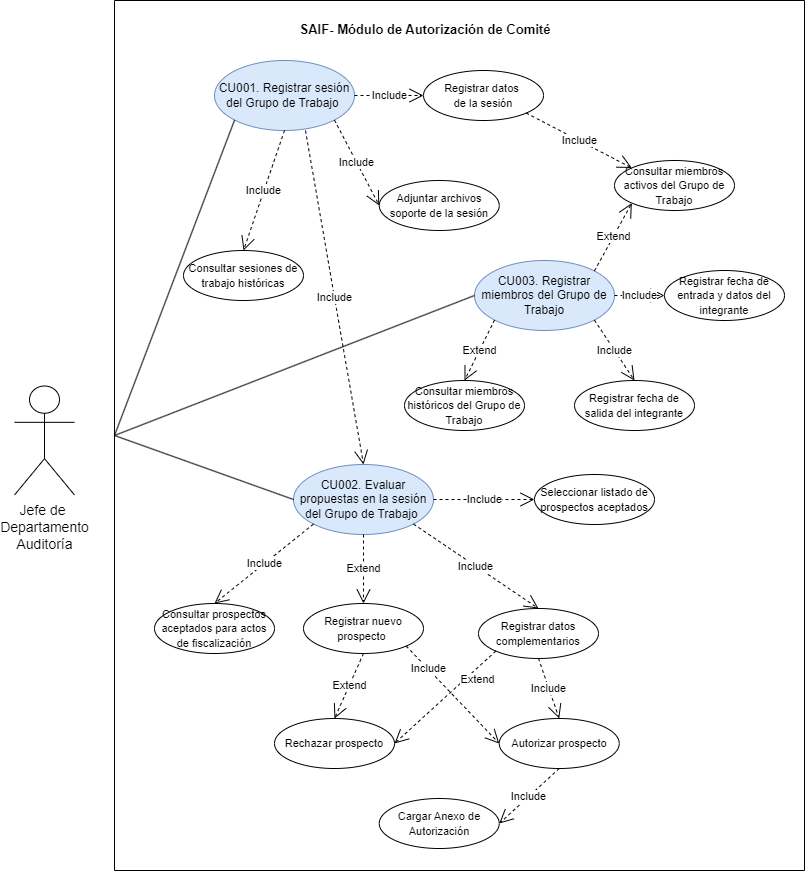 SAIF- Módulo de Autorización de Comité
CU001. Registrar sesión
del Grupo de Trabajo
Include
Registrar datos
de la sesión
Include
Include
Include
Consultar miembros
activos del Grupo de
Trabajo
Adjuntar archivos
soporte de la sesión
Extend
Consultar sesiones de
trabajo históricas
Include
CU003. Registrar
miembros del Grupo de
Trabajo
Include
Registrar fecha de
entrada y datos del
integrante
Extend
Include
Consultar miembros
históricos del Grupo de
Trabajo
Registrar fecha de
salida del integrante
Jefe de
Departamento
Auditoría
CU002. Evaluar
propuestas en la sesión
del Grupo de Trabajo
Include
Seleccionar listado de
prospectos aceptados
Include
Extend
Include
Consultar prospectos
aceptados para actos
de fiscalización
Registrar nuevo
prospecto
Registrar datos
complementarios
Extend
Include
Extend
Include
Rechazar prospecto
Autorizar prospecto
Include
Cargar Anexo de
Autorización